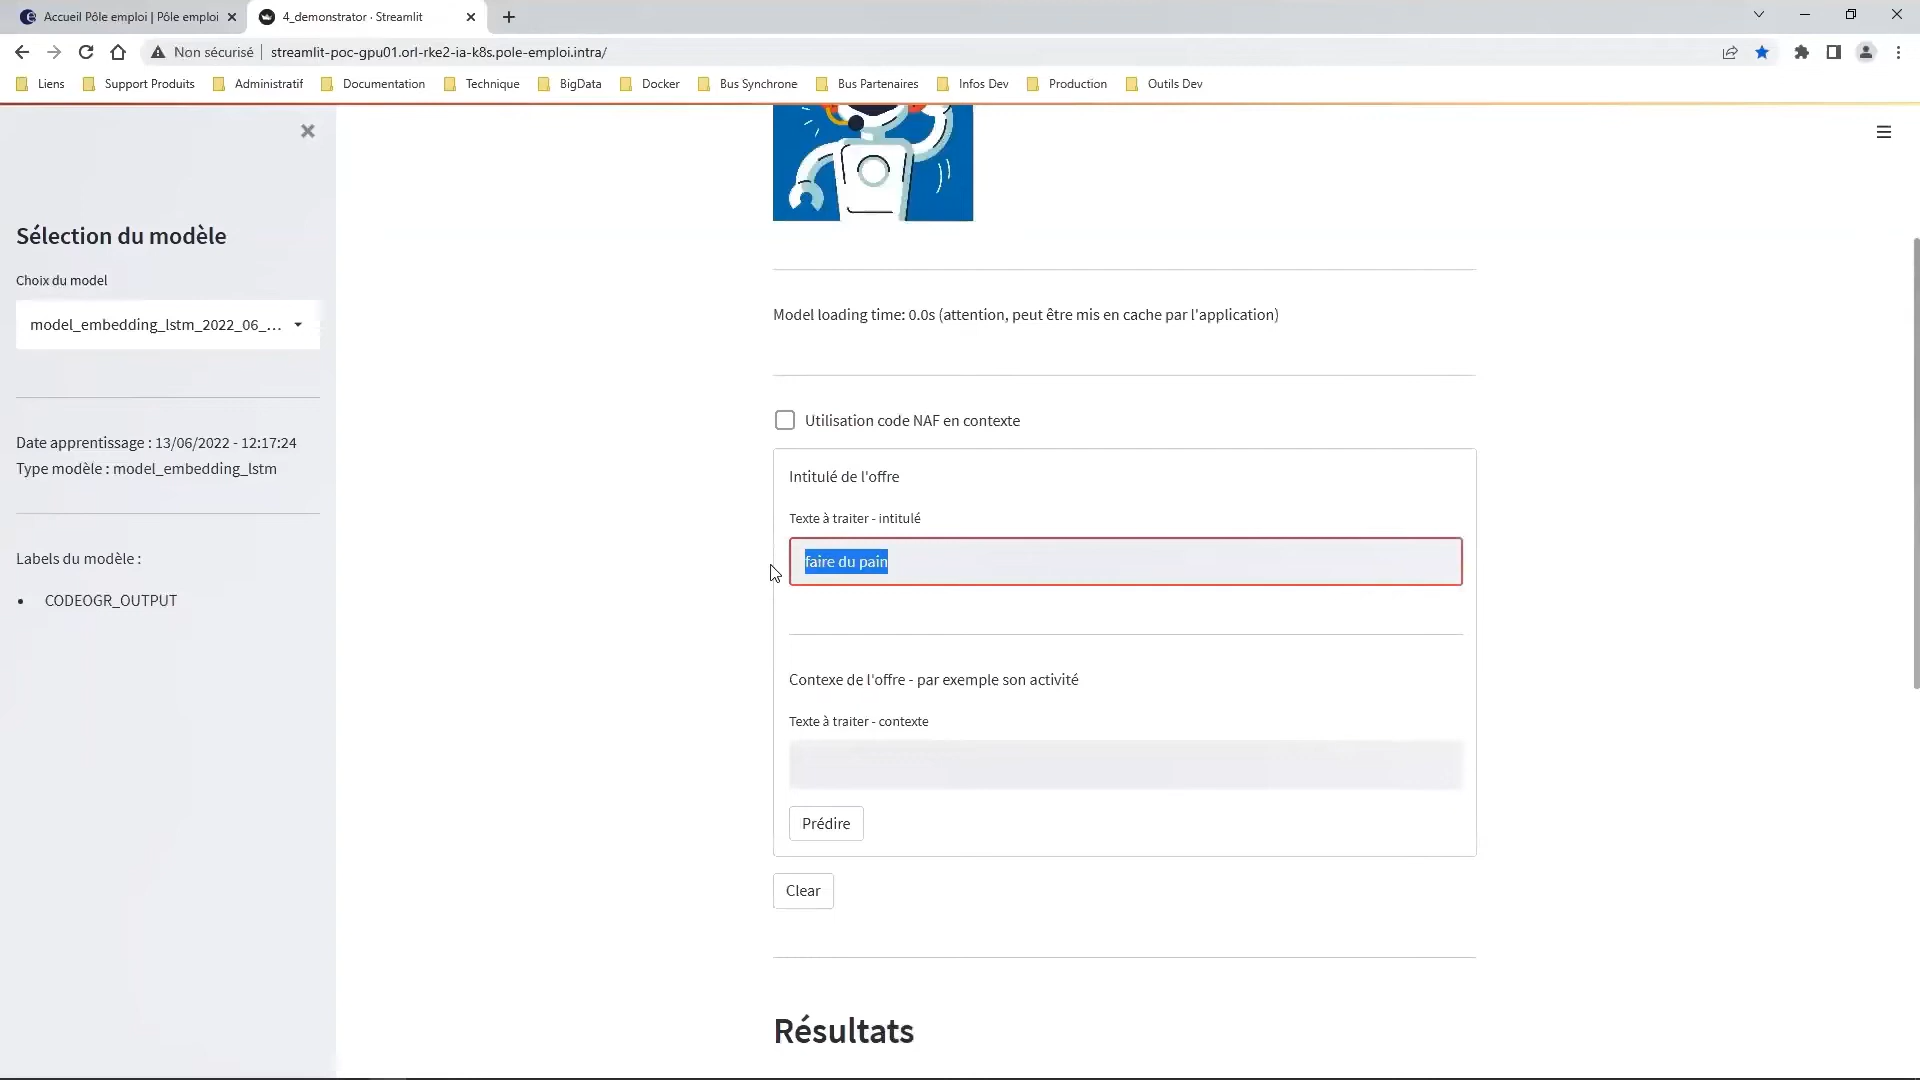 Accueil Pôle emploi | Pôle emploi
4_demonstrator · Streamlit
Non sécurisé
streamlit-poc-gpu01.orl-rke2-ia-k8s.pole-emploi.intra/
Liens
Support Produits
Administratif
Documentation
Technique
BigData
Docker
Bus Synchrone
Bus Partenaires
Infos Dev
Production
Outils Dev
Sélection du modèle
Choix du model
model_embedding_lstm_2022_06_...
Date apprentissage : 13/06/2022 - 12:17:24
Type modèle : model_embedding_lstm
Labels du modèle :
CODEOGR_OUTPUT
Model loading time: 0.0s (attention, peut être mis en cache par l'application)
Utilisation code NAF en contexte
Intitulé de l'offre
Texte à traiter - intitulé
faire du pain
Contexe de l'offre - par exemple son activité
Texte à traiter - contexte
Prédire
Clear
Résultats